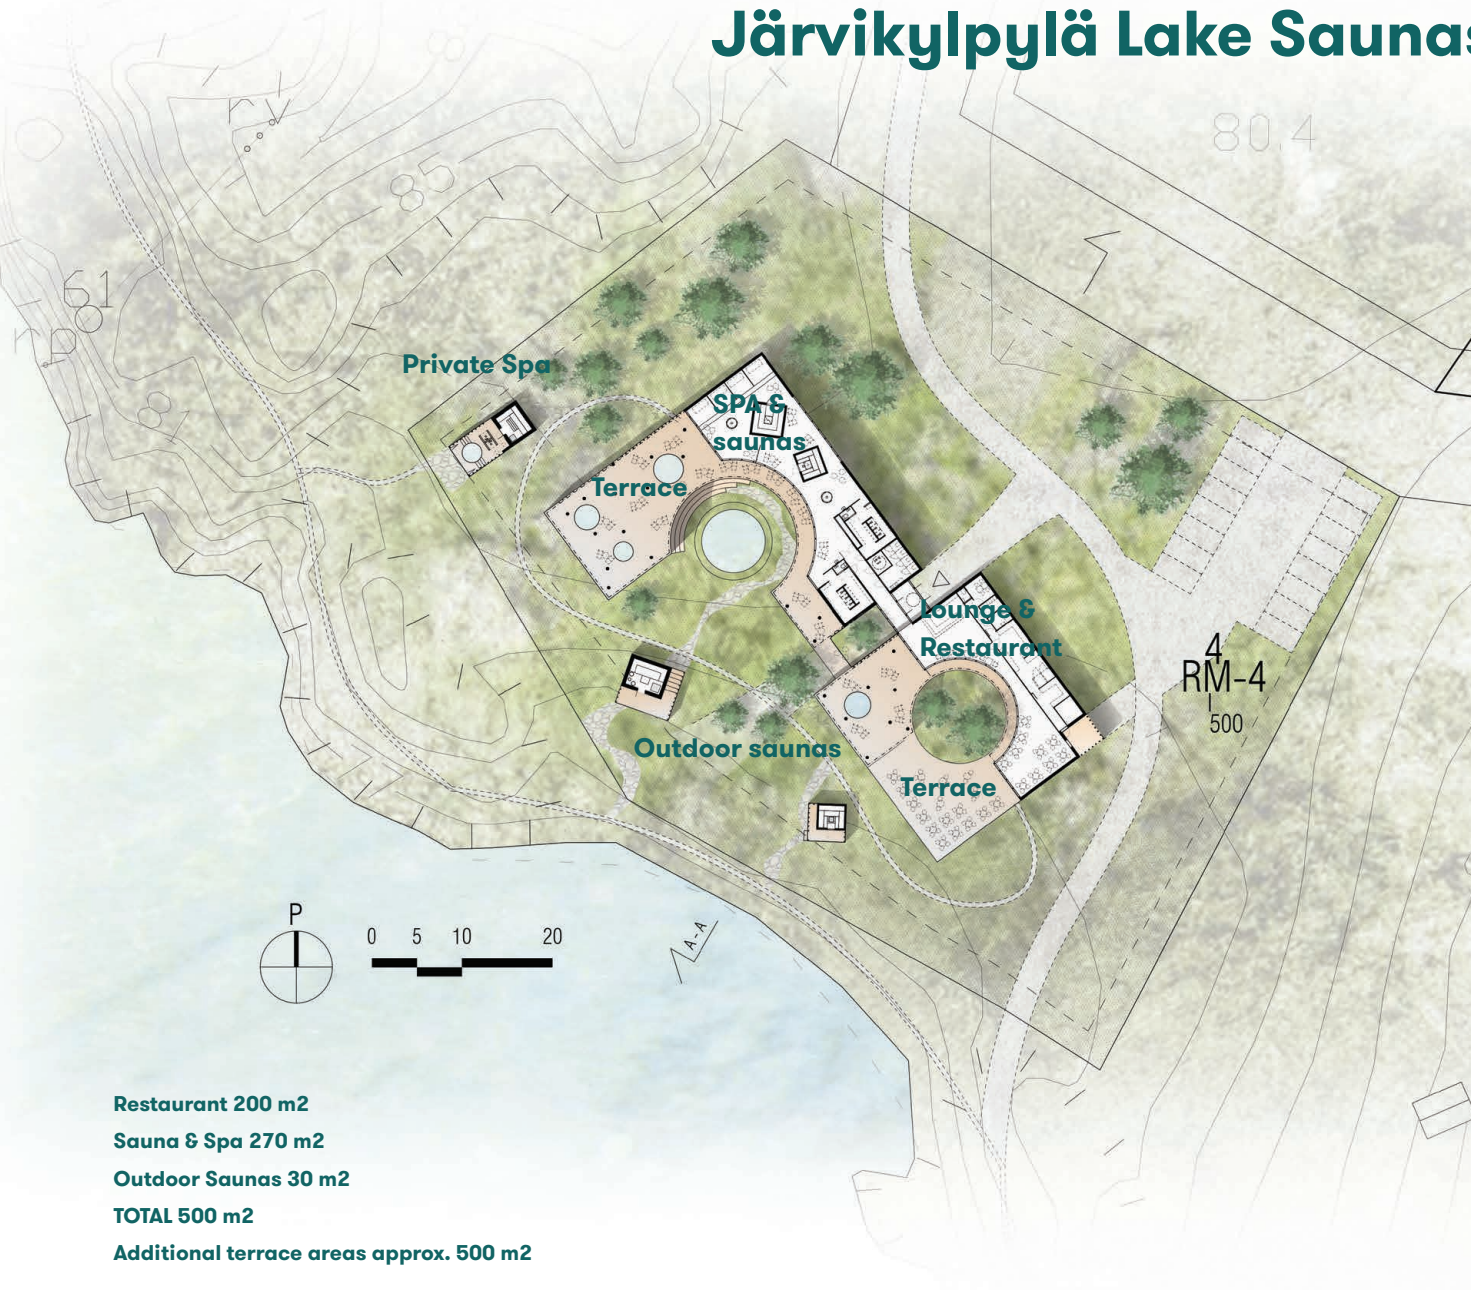 Järvikylpylä Lake Saunas
rv
80.4
85
61
rp
Private Spa
SPA &
saunas
Terrace
Lounge &
Restaurant
4
RM-4
500
Outdoor saunas
Terrace
P
0 5 10 20
A-A
Restaurant 200 m2
Sauna & Spa 270 m2
Outdoor Saunas 30 m2
TOTAL 500 m2
Additional terrace areas approx. 500 m2